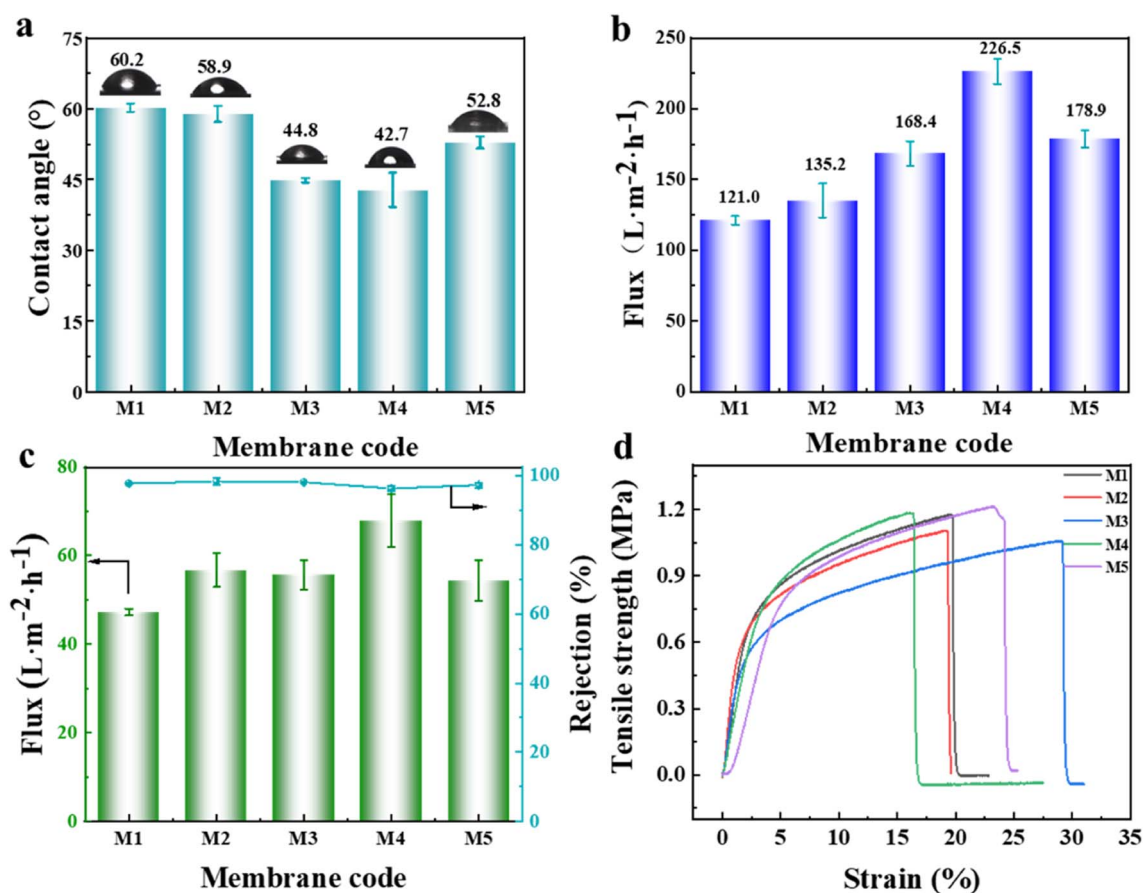 a
Contact angle (°)
75
60
45
30
15
0
60.2
58.9
44.8
42.7
52.8
M1 M2 M3 M4 M5
Membrane code
b
Flux（L·m⁻²·h⁻¹)
250
200
150
100
50
0
121.0
135.2
168.4
226.5
178.9
M1 M2 M3 M4 M5
Membrane code
c
Flux (L·m⁻²·h⁻¹)
80
60
40
20
0
100
80
60
40
20
0
Rejection (%)
M1 M2 M3 M4 M5
Membrane code
d
Tensile strength (MPa)
1.2
0.9
0.6
0.3
0.0
M1
M2
M3
M4
M5
0 5 10 15 20 25 30 35
Strain (%)